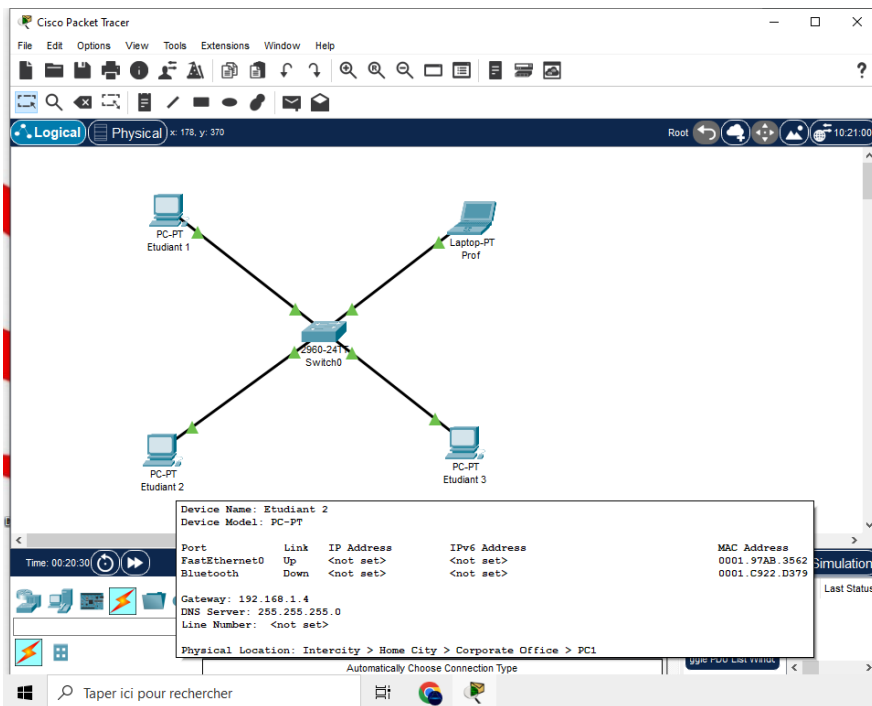 Cisco Packet Tracer
File Edit Options View Tools Extensions Window Help
?
Logical Physical x: 178, y: 370 Root 10:21:00
PC-PT
Etudiant 1
Laptop-PT
Prof
2960-24TT
Switch0
PC-PT
Etudiant 2
PC-PT
Etudiant 3
Device Name: Etudiant 2
Device Model: PC-PT
Port Link IP Address IPv6 Address MAC Address
FastEthernet0 Up <not set> <not set> 0001.97AB.3562
Bluetooth Down <not set> <not set> 0001.C922.D379
Gateway: 192.168.1.4
DNS Server: 255.255.255.0
Line Number: <not set>
Physical Location: Intercity > Home City > Corporate Office > PC1
Time: 00:20:30 Simulation
Last Status
Automatically Choose Connection Type
Taper ici pour rechercher